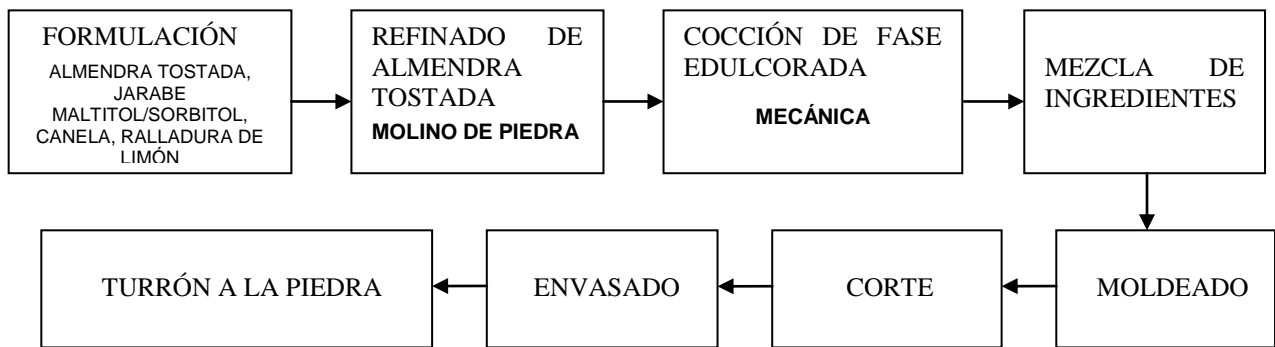 FORMULACIÓN
ALMENDRA TOSTADA,
JARABE
MALTITOL/SORBITOL,
CANELA, RALLADURA DE
LIMÓN
REFINADO DE
ALMENDRA
TOSTADA
MOLINO DE PIEDRA
COCCIÓN DE FASE
EDULCORADA
MECÁNICA
MEZCLA DE
INGREDIENTES
TURRÓN A LA PIEDRA
ENVASADO
CORTE
MOLDEADO